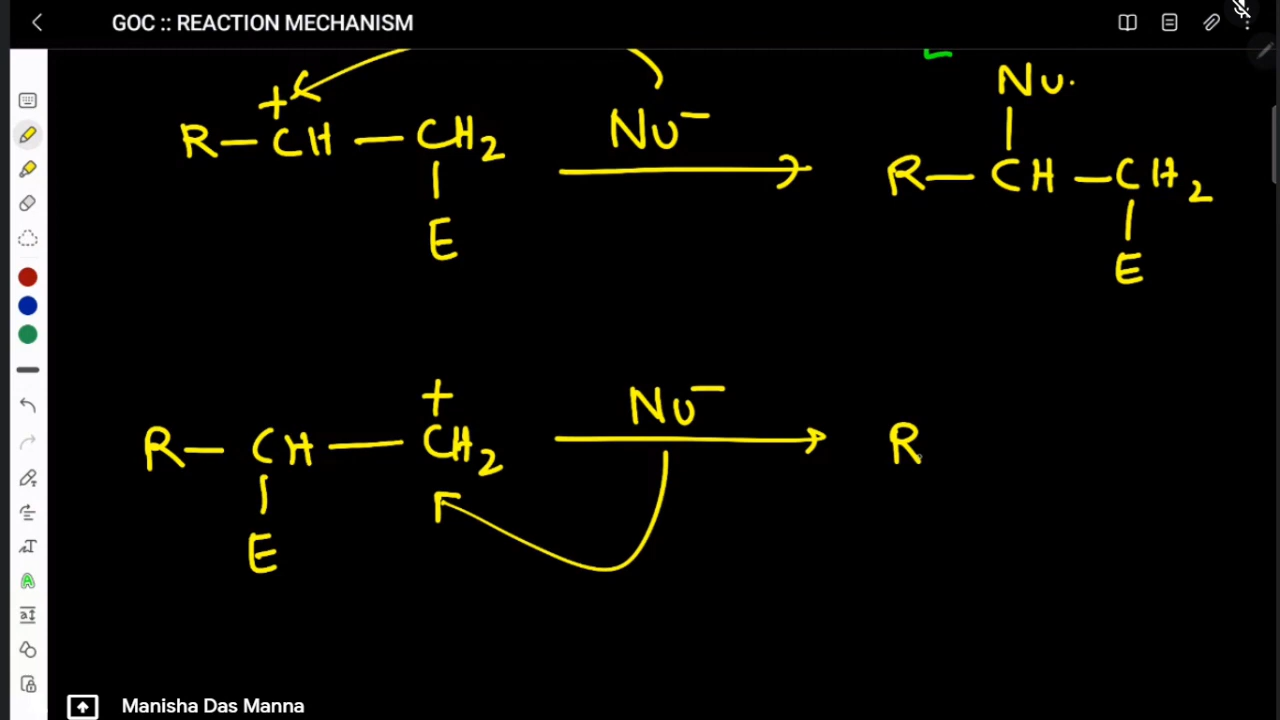 GOC :: REACTION MECHANISM
Nu.
+
R — CH — CH2
Nu⁻
R — CH — CH2
E
E
+
Nu⁻
R — CH — CH2
R
E
Manisha Das Manna